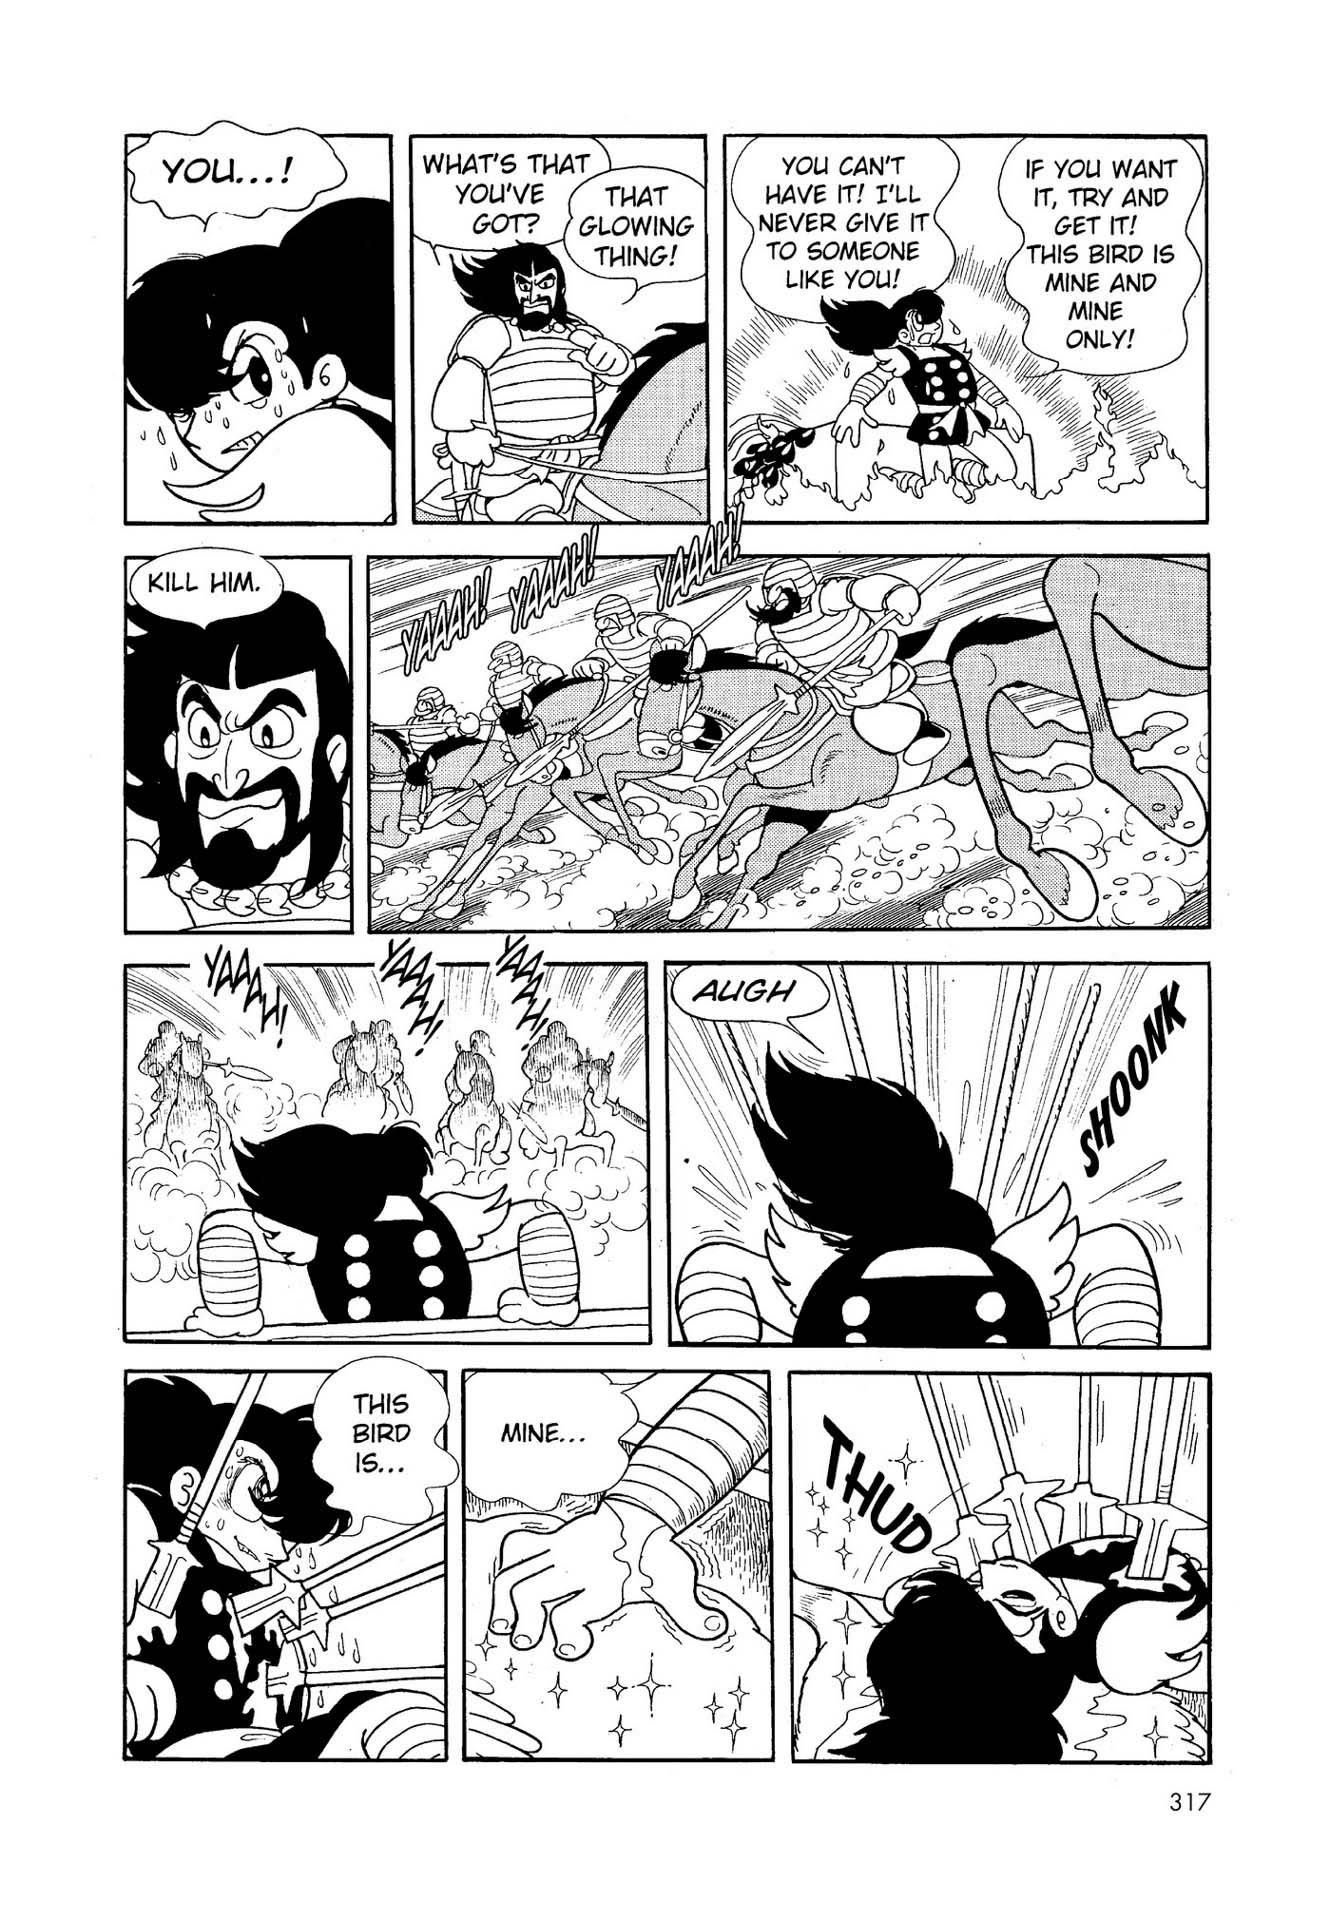 YOU...!
WHAT'S THAT
YOU'VE
GOT?
THAT
GLOWING
THING!
YOU CAN'T
HAVE IT! I'LL
NEVER GIVE IT
TO SOMEONE
LIKE YOU!
IF YOU WANT
IT, TRY AND
GET IT!
THIS BIRD IS
MINE AND
MINE
ONLY!
KILL HIM.
YAAAH!
YAAAH!
YAAAH!
YAAAH!
YAAAH!
YAAAH!
AUGH
SHOONK
THIS
BIRD
IS...
MINE...
THUD
317